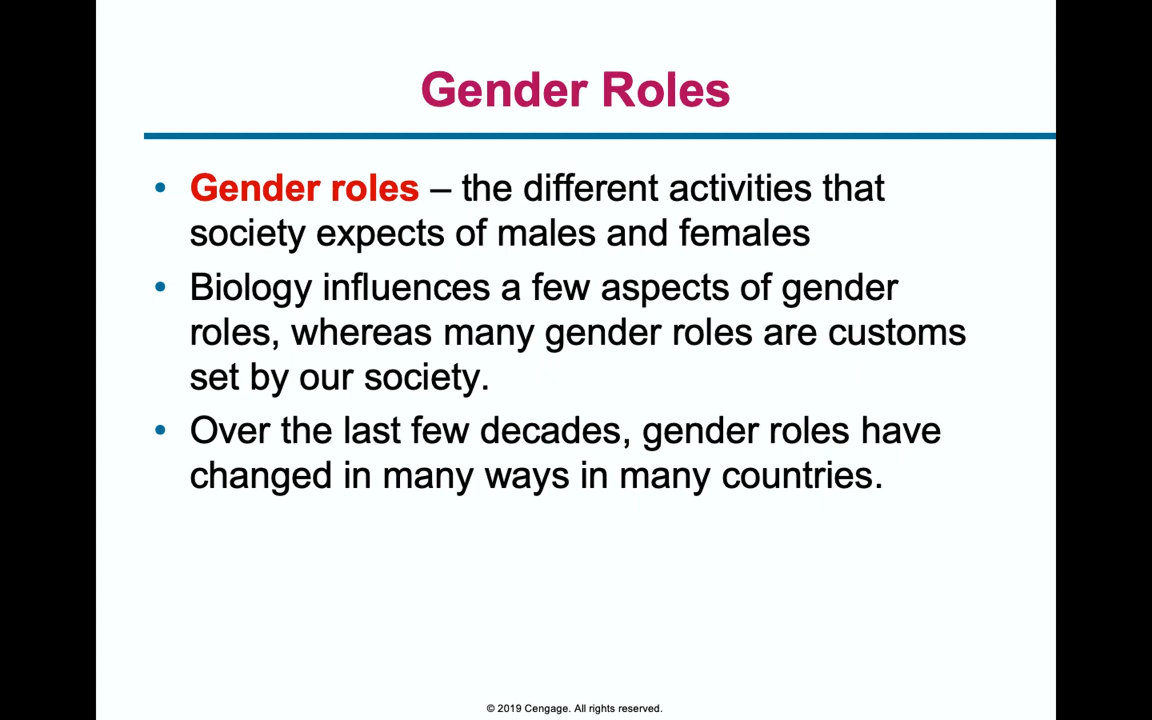 Gender Roles
• Gender roles – the different activities that
society expects of males and females
• Biology influences a few aspects of gender
roles, whereas many gender roles are customs
set by our society.
• Over the last few decades, gender roles have
changed in many ways in many countries.
© 2019 Cengage. All rights reserved.